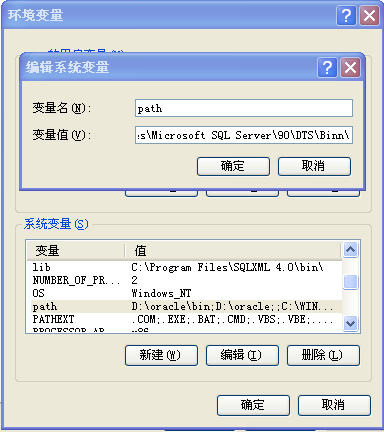 环境变量
编辑系统变量
变量名(N): path
变量值(V): s\Microsoft SQL Server\90\DTS\Binn\
确定 取消
系统变量(S)
变量 值
lib C:\Program Files\SQLXML 4.0\bin\
NUMBER_OF_PR... 2
OS Windows_NT
path D:\oracle\bin;D:\oracle;;C:\WIN...
PATHEXT .COM;.EXE;.BAT;.CMD;.VBS;.VBE;....
PROCESSOR_AR x86
新建(W) 编辑(I) 删除(L)
确定 取消